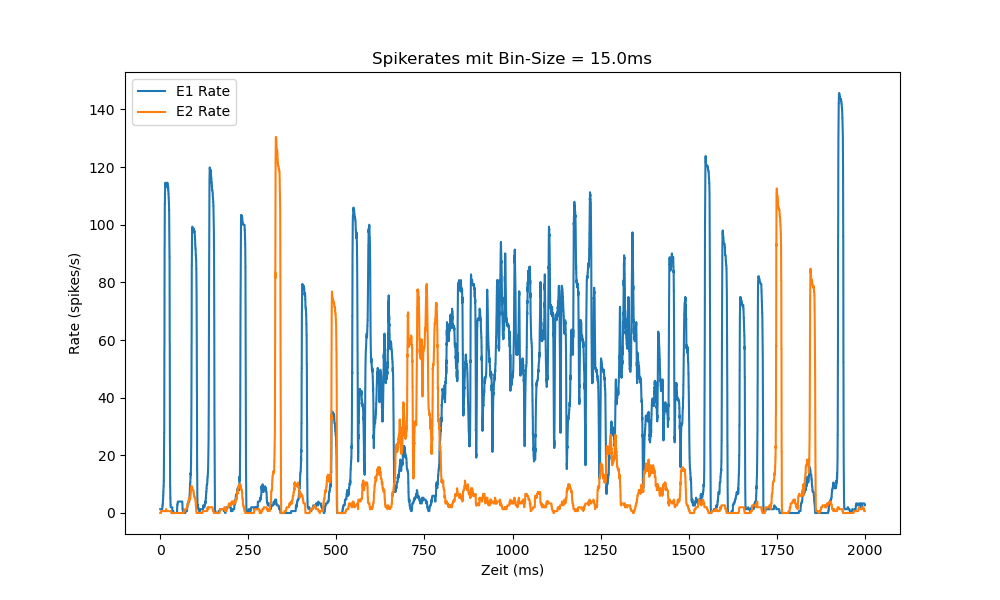 Spikerates mit Bin-Size = 15.0ms
E1 Rate
E2 Rate
Rate (spikes/s)
140
120
100
80
60
40
20
0
0 250 500 750 1000 1250 1500 1750 2000
Zeit (ms)